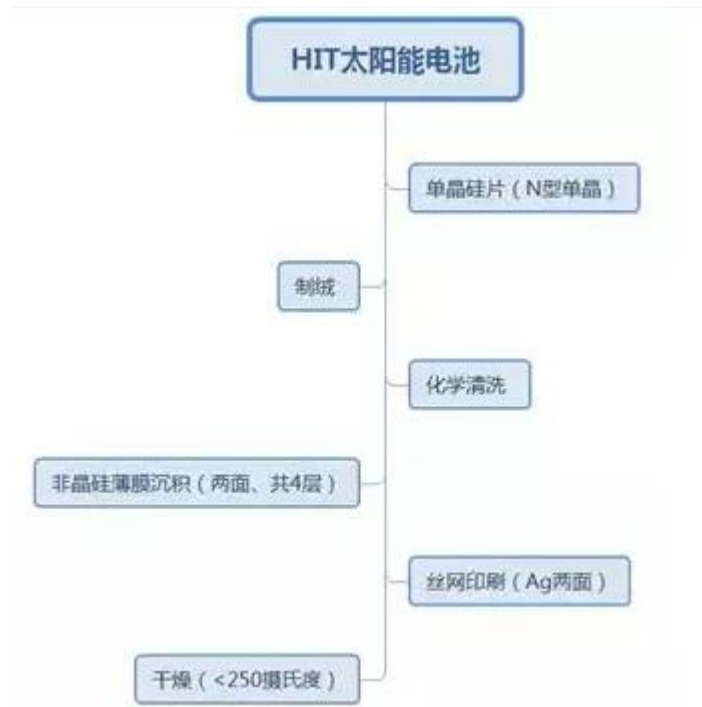 HIT太阳能电池
单晶硅片（N型单晶）
制绒
化学清洗
非晶硅薄膜沉积（两面、共4层）
丝网印刷（Ag两面）
干燥（<250摄氏度）